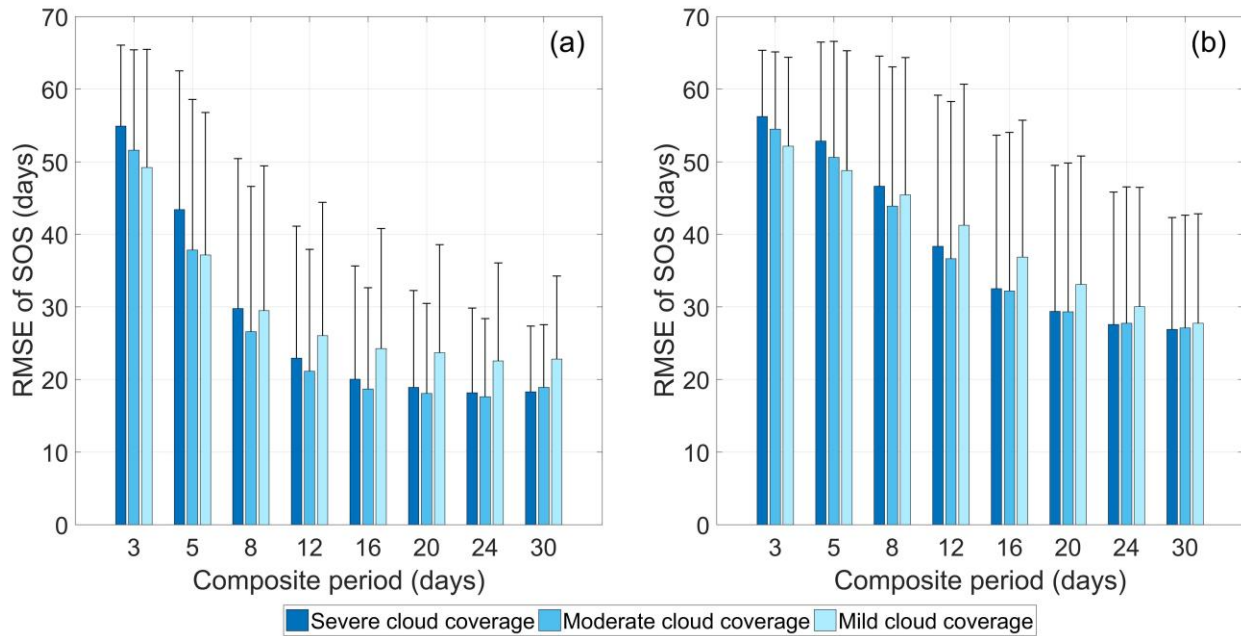 (a)
RMSE of SOS (days)
70
60
50
40
30
20
10
0
3 5 8 12 16 20 24 30
Composite period (days)
(b)
RMSE of SOS (days)
70
60
50
40
30
20
10
0
3 5 8 12 16 20 24 30
Composite period (days)
Severe cloud coverage Moderate cloud coverage Mild cloud coverage